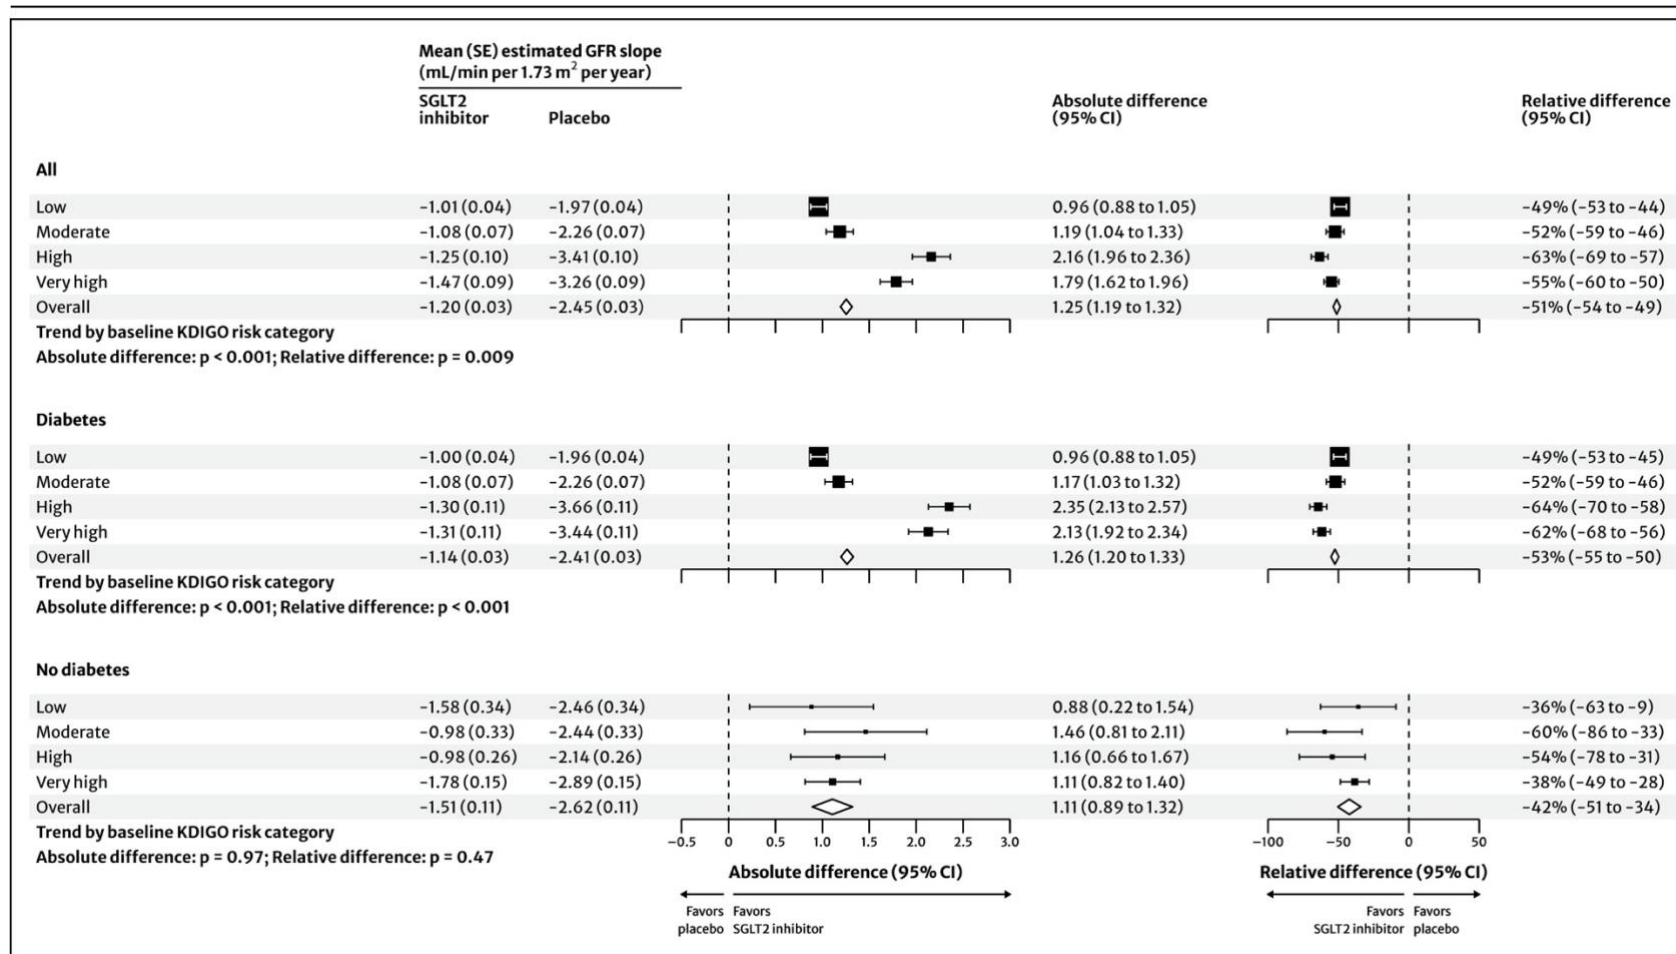 Mean (SE) estimated GFR slope
(mL/min per 1.73 m² per year)
SGLT2 inhibitor Placebo Absolute difference (95% CI) Relative difference (95% CI)
All
Low −1.01 (0.04) −1.97 (0.04) 0.96 (0.88 to 1.05) −49% (−53 to −44)
Moderate −1.08 (0.07) −2.26 (0.07) 1.19 (1.04 to 1.33) −52% (−59 to −46)
High −1.25 (0.10) −3.41 (0.10) 2.16 (1.96 to 2.36) −63% (−69 to −57)
Very high −1.47 (0.09) −3.26 (0.09) 1.79 (1.62 to 1.96) −55% (−60 to −50)
Overall −1.20 (0.03) −2.45 (0.03) 1.25 (1.19 to 1.32) −51% (−54 to −49)
Trend by baseline KDIGO risk category
Absolute difference: p < 0.001; Relative difference: p = 0.009
Diabetes
Low −1.00 (0.04) −1.96 (0.04) 0.96 (0.88 to 1.05) −49% (−53 to −45)
Moderate −1.08 (0.07) −2.26 (0.07) 1.17 (1.03 to 1.32) −52% (−59 to −46)
High −1.30 (0.11) −3.66 (0.11) 2.35 (2.13 to 2.57) −64% (−70 to −58)
Very high −1.31 (0.11) −3.44 (0.11) 2.13 (1.92 to 2.34) −62% (−68 to −56)
Overall −1.14 (0.03) −2.41 (0.03) 1.26 (1.20 to 1.33) −53% (−55 to −50)
Trend by baseline KDIGO risk category
Absolute difference: p < 0.001; Relative difference: p < 0.001
No diabetes
Low −1.58 (0.34) −2.46 (0.34) 0.88 (0.22 to 1.54) −36% (−63 to −9)
Moderate −0.98 (0.33) −2.44 (0.33) 1.46 (0.81 to 2.11) −60% (−86 to −33)
High −0.98 (0.26) −2.14 (0.26) 1.16 (0.66 to 1.67) −54% (−78 to −31)
Very high −1.78 (0.15) −2.89 (0.15) 1.11 (0.82 to 1.40) −38% (−49 to −28)
Overall −1.51 (0.11) −2.62 (0.11) 1.11 (0.89 to 1.32) −42% (−51 to −34)
Trend by baseline KDIGO risk category
Absolute difference: p = 0.97; Relative difference: p = 0.47
−0.5 0 0.5 1.0 1.5 2.0 2.5 3.0 −100 −50 0 50
Absolute difference (95% CI) Relative difference (95% CI)
Favors placebo Favors SGLT2 inhibitor Favors SGLT2 inhibitor Favors placebo